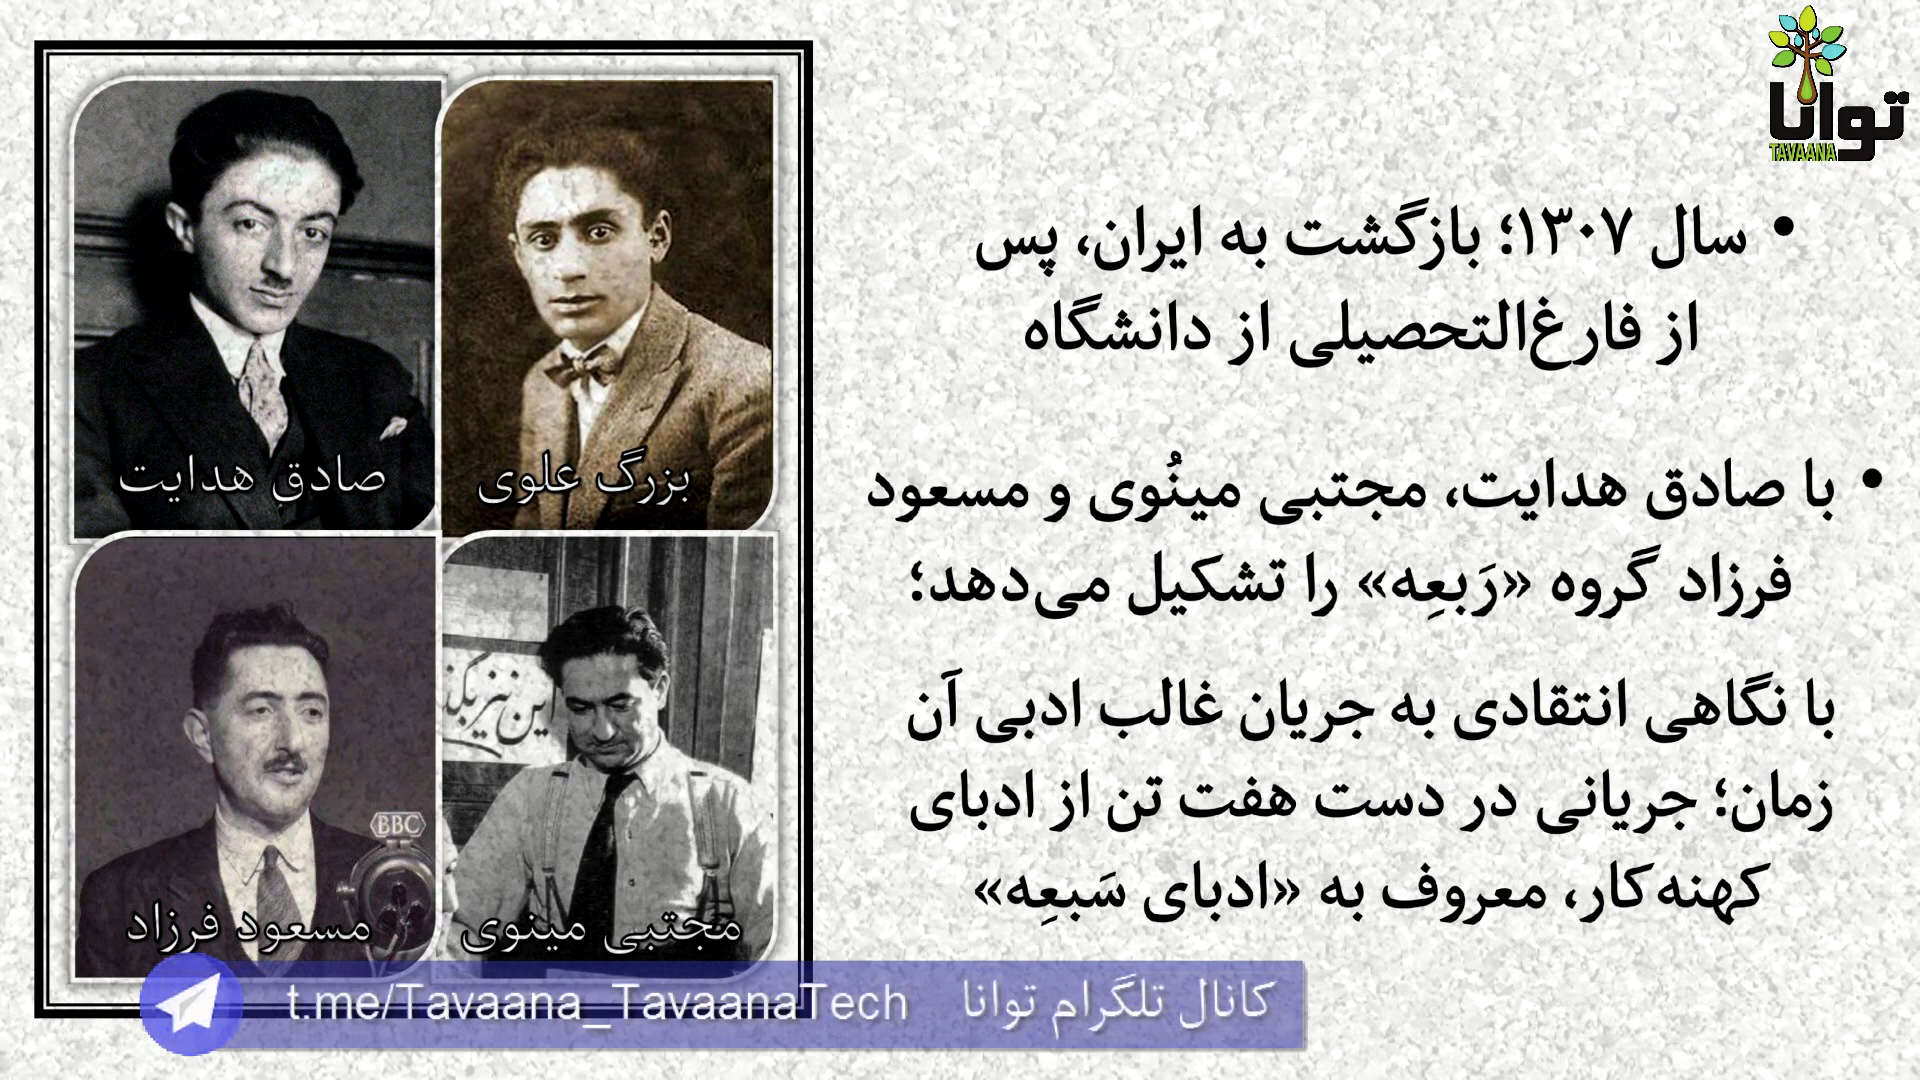 توانا
TAVAANA
• سال ۱۳۰۷؛ بازگشت به ایران، پس
از فارغ‌التحصیلی از دانشگاه
• با صادق هدایت، مجتبی مینُوی و مسعود
فرزاد گروه «رَبعِه» را تشکیل می‌دهد؛
با نگاهی انتقادی به جریان غالب ادبی آن
زمان؛ جریانی در دست هفت تن از ادبای
کهنه‌کار، معروف به «ادبای سَبعِه»
بزرگ علوی
صادق هدایت
این نیز بگذ
مجتبی مینوی
BBC
مسعود فرزاد
کانال تلگرام توانا
t.me/Tavaana_TavaanaTech